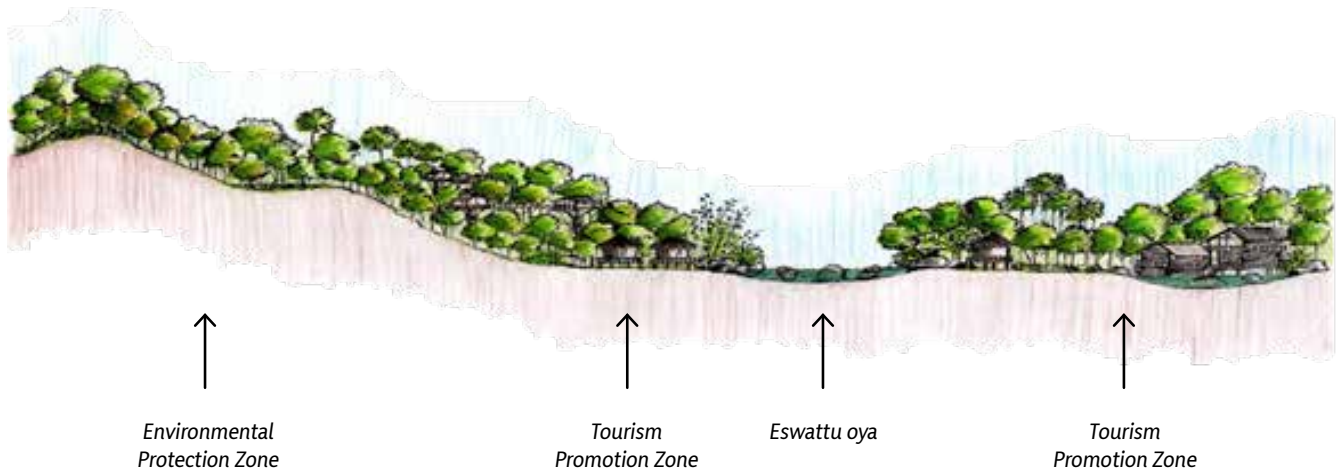 Environmental
Protection Zone
Tourism
Promotion Zone
Eswattu oya
Tourism
Promotion Zone